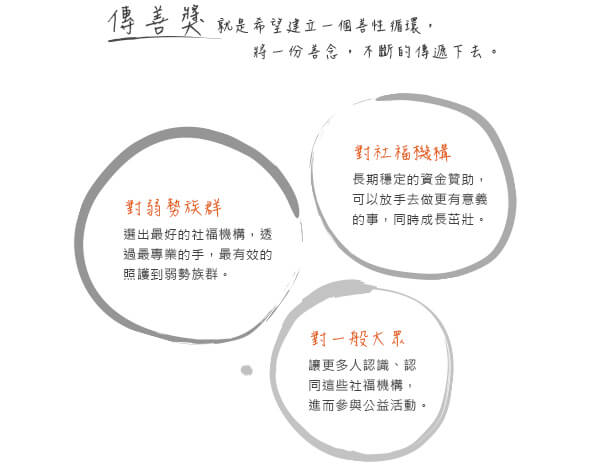 傳善獎 就是希望建立一個善性循環，
將一份善念，不斷的傳遞下去。
對社福機構
長期穩定的資金贊助，
可以放手去做更有意義
的事，同時成長茁壯。
對弱勢族群
選出最好的社福機構，透
過最專業的手，最有效的
照護到弱勢族群。
對一般大眾
讓更多人認識、認
同這些社福機構，
進而參與公益活動。